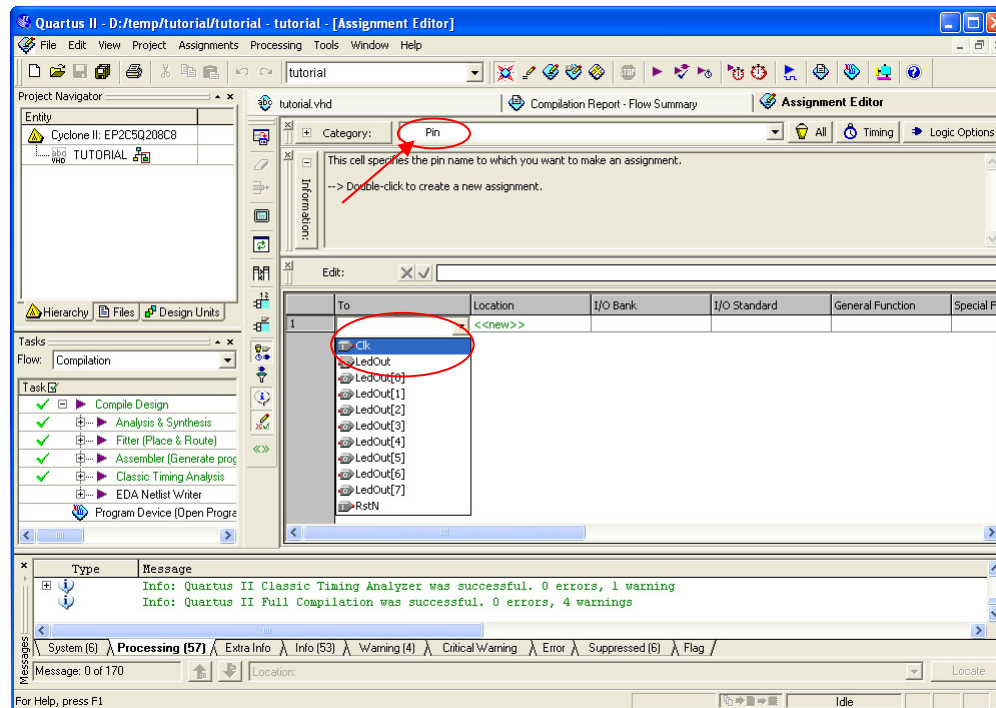 Quartus II - D:/temp/tutorial/tutorial - tutorial - [Assignment Editor]
File Edit View Project Assignments Processing Tools Window Help
tutorial
Project Navigator
Entity
Cyclone II: EP2C5Q208C8
TUTORIAL
Hierarchy Files Design Units
Tasks
Flow: Compilation
Task
Compile Design
Analysis & Synthesis
Fitter (Place & Route)
Assembler (Generate prog
Classic Timing Analysis
EDA Netlist Writer
Program Device (Open Progra
tutorial.vhd Compilation Report - Flow Summary Assignment Editor
Category: Pin All Timing Logic Options
Information:
This cell specifies the pin name to which you want to make an assignment.
--> Double-click to create a new assignment.
Edit:
To Location I/O Bank I/O Standard General Function Special F
1 <<new>>
Clk
LedOut
LedOut[0]
LedOut[1]
LedOut[2]
LedOut[3]
LedOut[4]
LedOut[5]
LedOut[6]
LedOut[7]
RstN
Type Message
Info: Quartus II Classic Timing Analyzer was successful. 0 errors, 1 warning
Info: Quartus II Full Compilation was successful. 0 errors, 4 warnings
System (6) Processing (57) Extra Info Info (53) Warning (4) Critical Warning Error Suppressed (6) Flag
Messages
Message: 0 of 170 Location: Locate
For Help, press F1 Idle